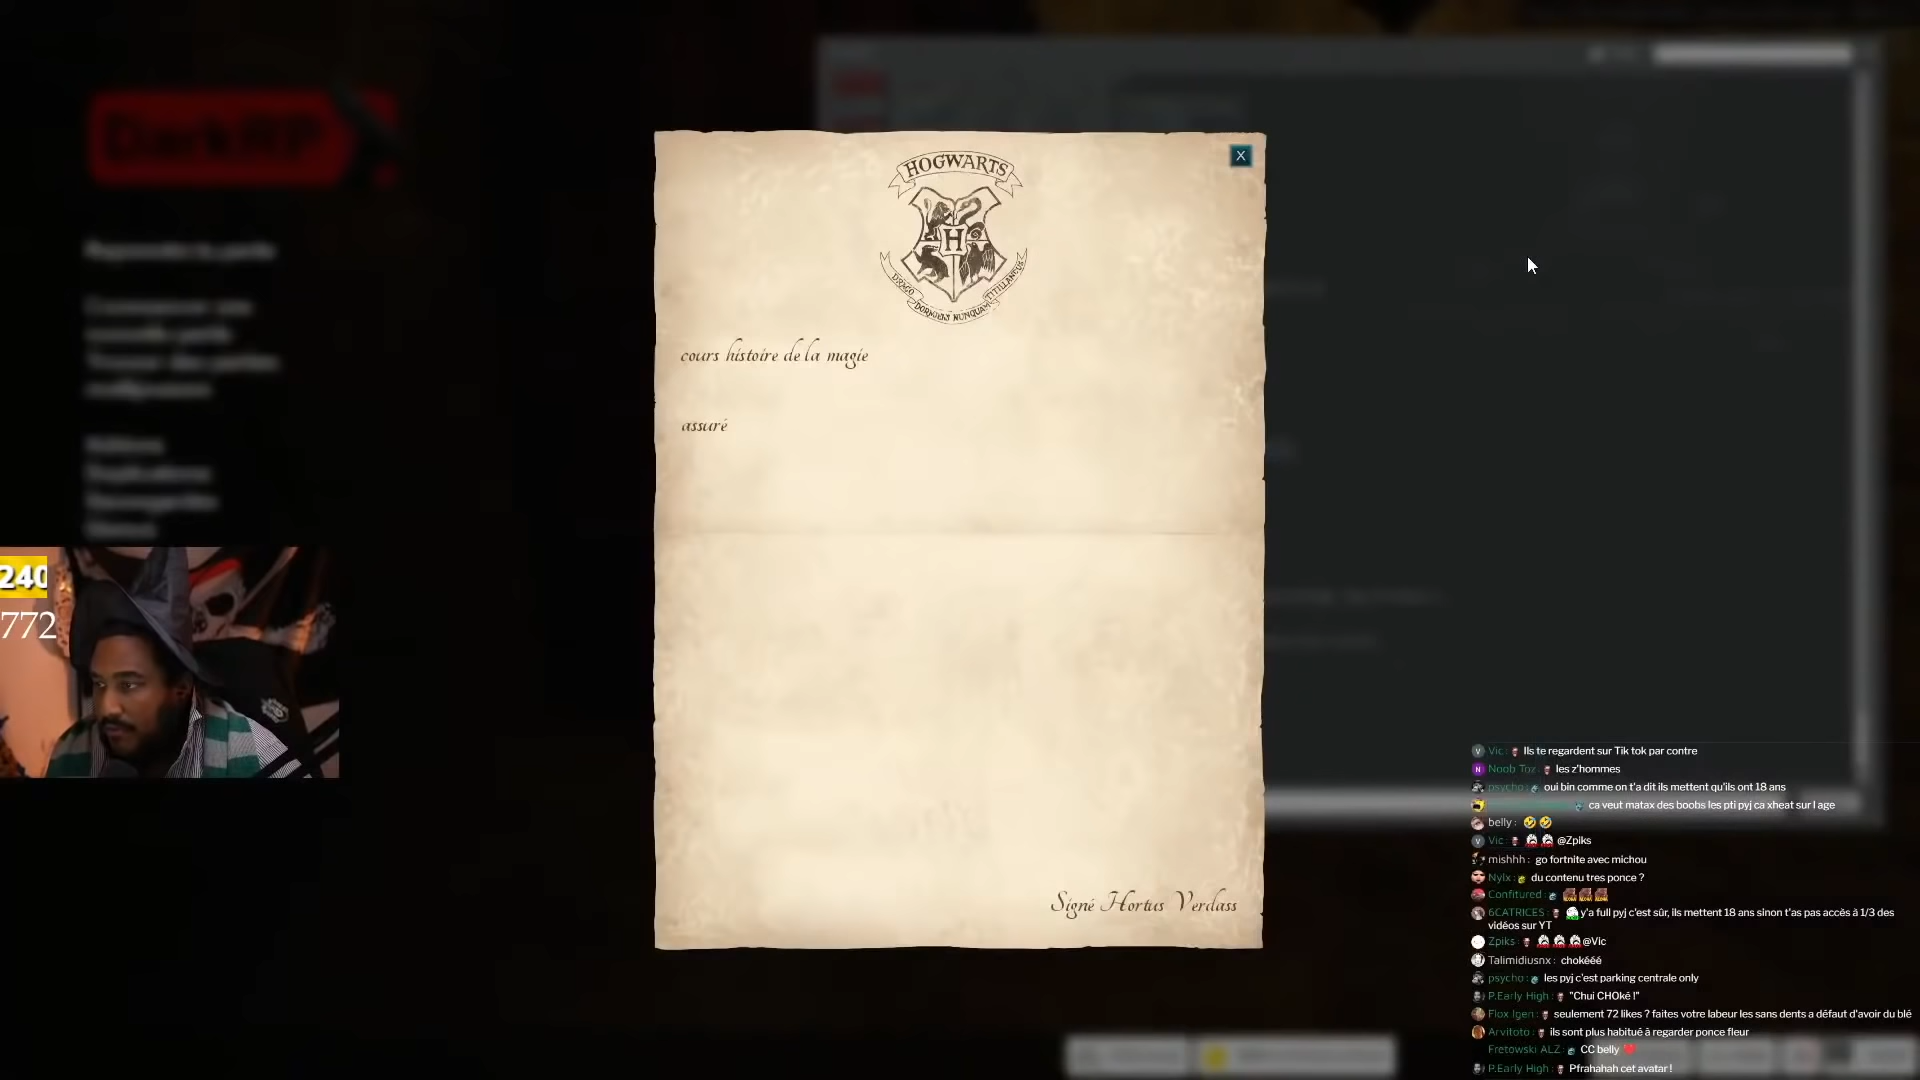 DarkRP
HOGWARTS
H
DRACO
DORMIENS NUNQUAM
TITILLANDUS
X
cours histoire de la magie
assuré
Signé Hortus Verdass
240
772
Vic : Ils te regardent sur Tik tok par contre
Noob Toz : les z'hommes
psycho : oui bin comme on t'a dit ils mettent qu'ils ont 18 ans
ca veut matax des boobs les pti pyj ca xheat sur l age
belly :
Vic : @Zpiks
mishhh : go fortnite avec michou
Nylx : du contenu tres ponce ?
Confitured :
6CATRICES : y'a full pyj c'est sûr, ils mettent 18 ans sinon t'as pas accès à 1/3 des
vidéos sur YT
Zpiks : @Vic
Talimidiusnx : chokééé
psycho : les pyj c'est parking centrale only
P.Early High : "Chui CHOké !"
Flox Igen : seulement 72 likes ? faites votre labeur les sans dents a défaut d'avoir du blé
Arvitoto : ils sont plus habitué à regarder ponce fleur
Fretowski ALZ : CC belly
P.Early High : Pfrahahah cet avatar !